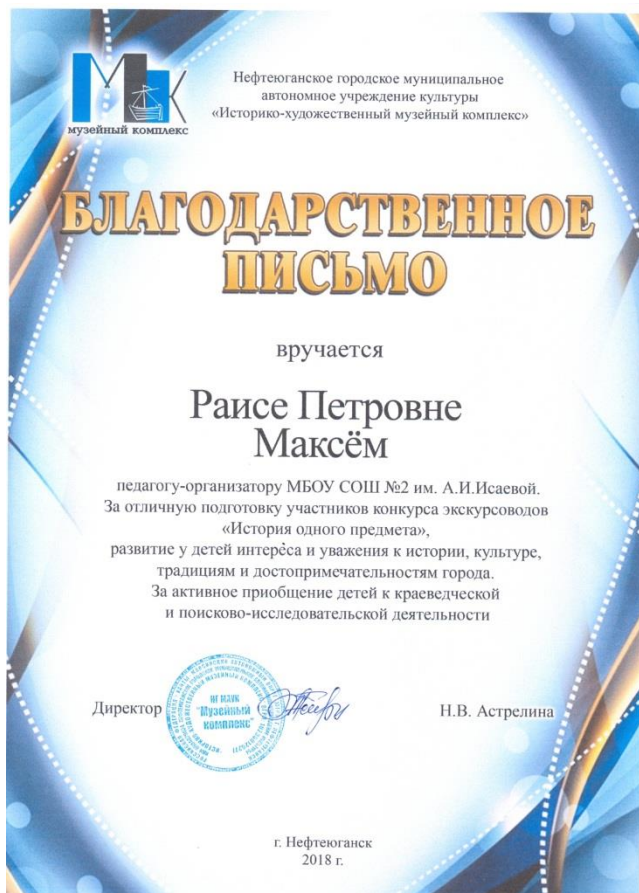 МК
музейный комплекс
Нефтеюганское городское муниципальное
автономное учреждение культуры
«Историко-художественный музейный комплекс»
БЛАГОДАРСТВЕННОЕ
ПИСЬМО
вручается
Раисе Петровне
Максём
педагогу-организатору МБОУ СОШ №2 им. А.И.Исаевой.
За отличную подготовку участников конкурса экскурсоводов
«История одного предмета»,
развитие у детей интереса и уважения к истории, культуре,
традициям и достопримечательностям города.
За активное приобщение детей к краеведческой
и поисково-исследовательской деятельности
Директор
НГ МАУК
"Музейный
комплекс"
Н.В. Астрелина
г. Нефтеюганск
2018 г.